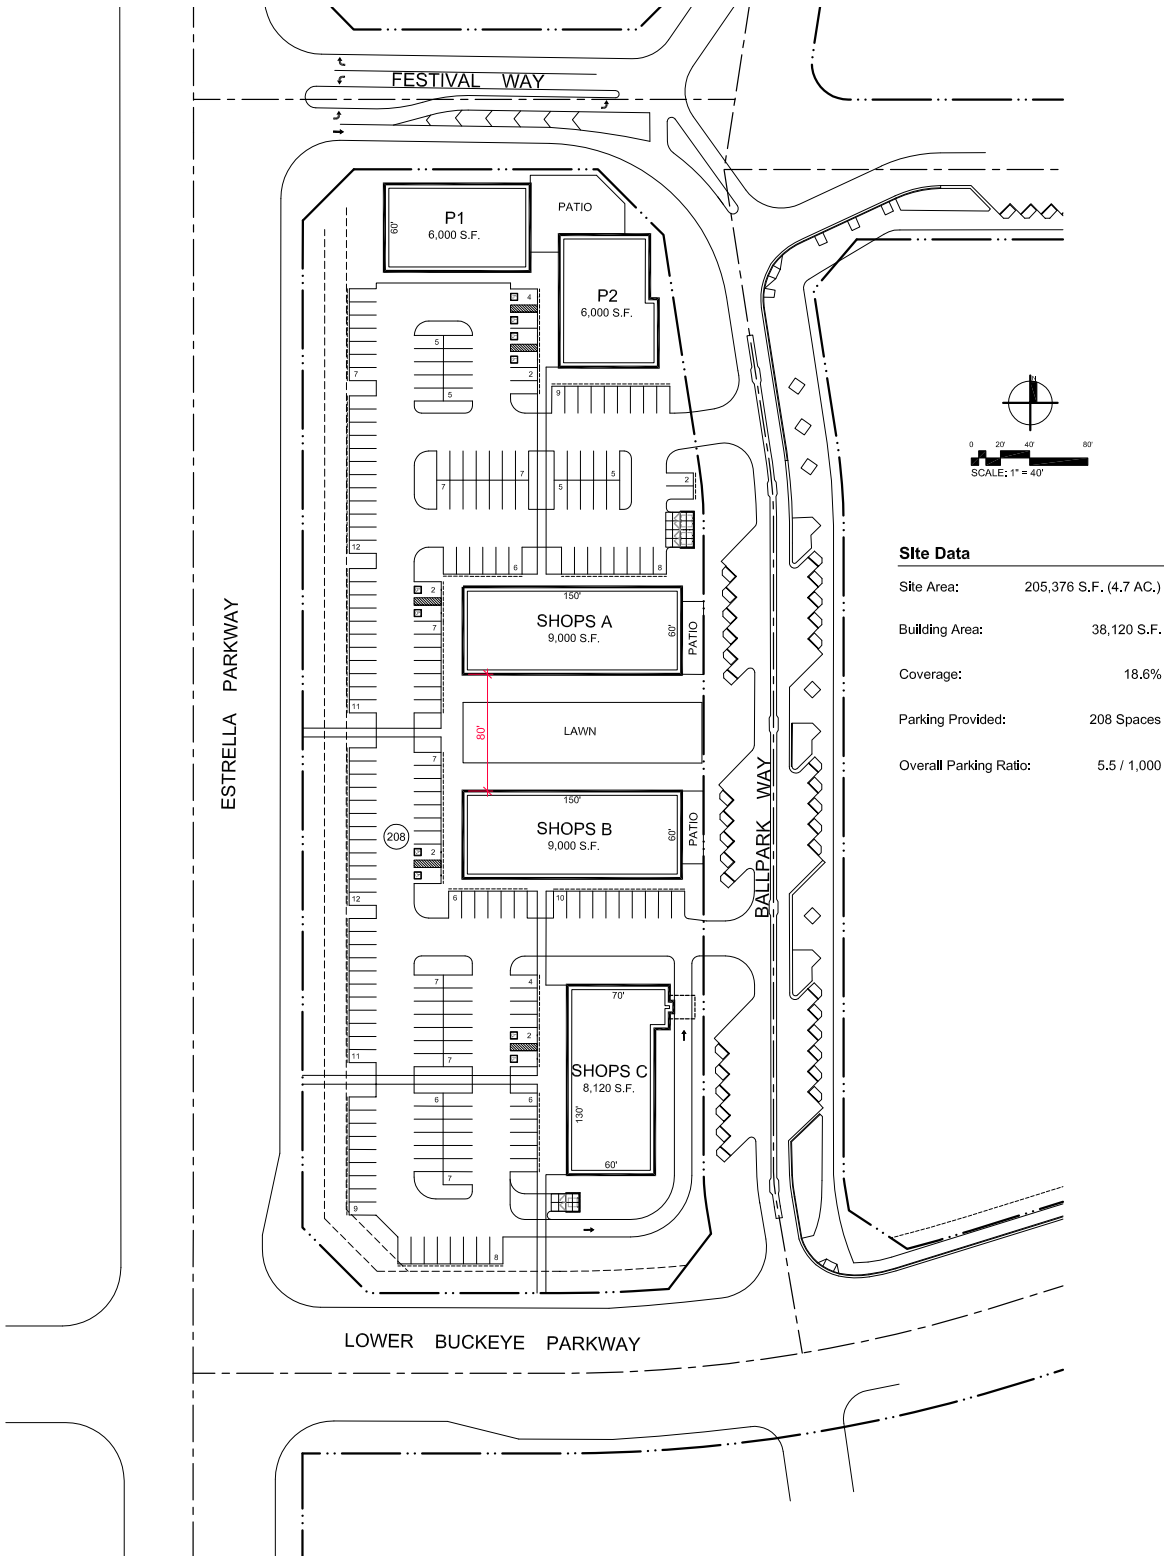 FESTIVAL WAY
P1
6,000 S.F.
60'
PATIO
P2
6,000 S.F.
4
5
7
2
5
9
N
0 20' 40' 80'
SCALE: 1" = 40'
7
5
7
5
2
12
6
8
Site Data
Site Area: 205,376 S.F. (4.7 AC.)
Building Area: 38,120 S.F.
Coverage: 18.6%
Parking Provided: 208 Spaces
Overall Parking Ratio: 5.5 / 1,000
2
7
150'
SHOPS A
9,000 S.F.
60'
PATIO
11
ESTRELLA PARKWAY
80'
LAWN
7
150'
SHOPS B
9,000 S.F.
60'
PATIO
208
2
BALLPARK WAY
12
6
10
7
4
70'
2
11
7
SHOPS C
8,120 S.F.
130'
60'
6
6
7
9
8
LOWER BUCKEYE PARKWAY